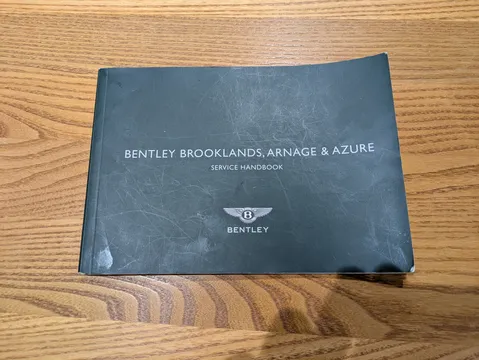 BENTLEY BROOKLANDS, ARNAGE & AZURE
SERVICE HANDBOOK
B
BENTLEY